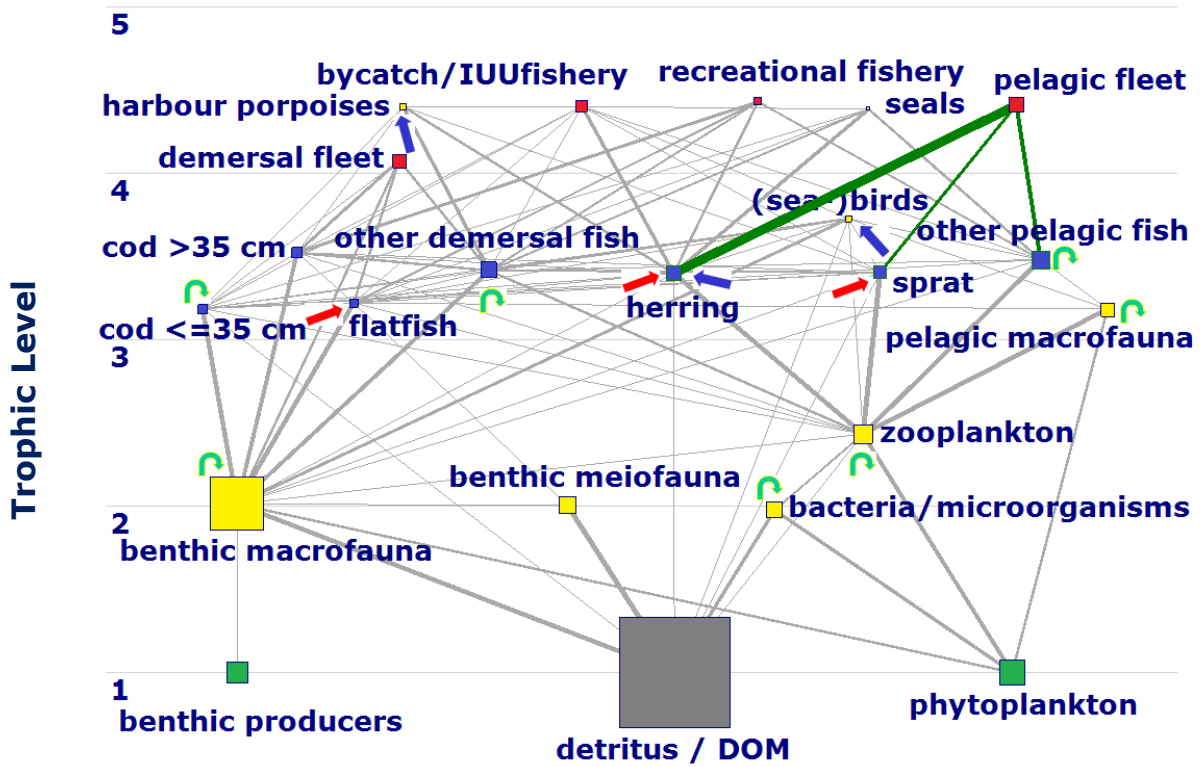 5
bycatch/IUUfishery
recreational fishery
pelagic fleet
harbour porpoises
seals
demersal fleet
4
(sea-)birds
cod >35 cm
other demersal fish
other pelagic fish
sprat
herring
cod <=35 cm
flatfish
pelagic macrofauna
3
Trophic Level
zooplankton
benthic meiofauna
bacteria/microorganisms
2
benthic macrofauna
1
benthic producers
phytoplankton
detritus / DOM